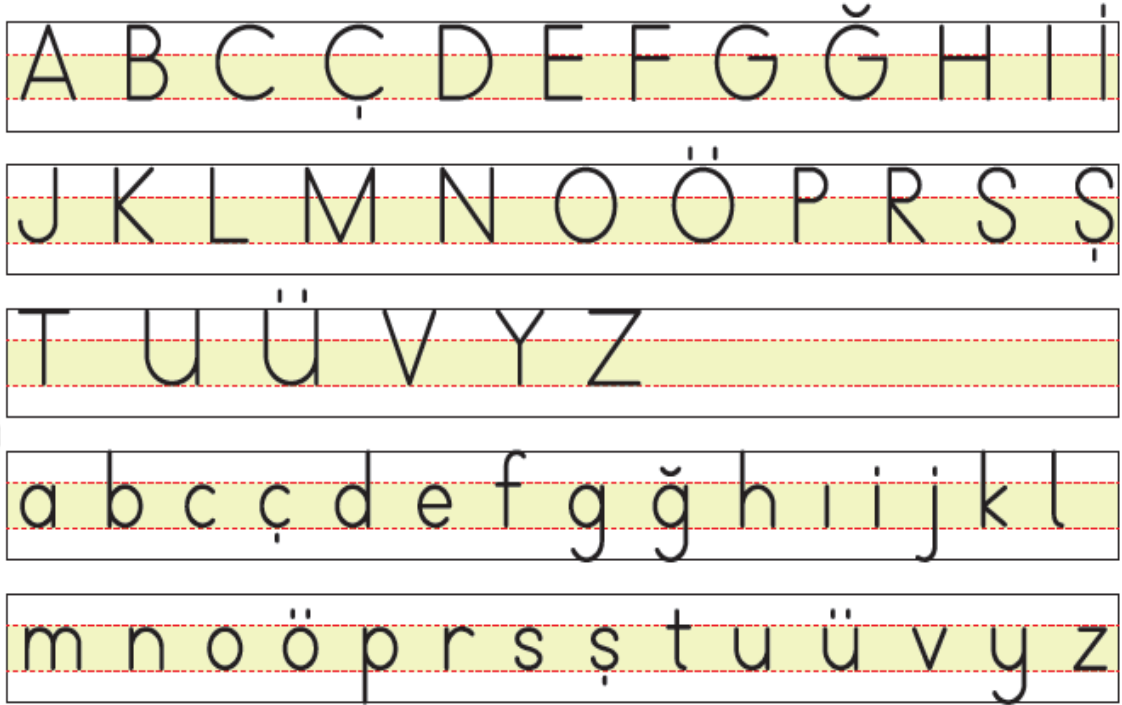 A B C Ç D E F G Ğ H I İ
J K L M N O Ö P R S Ş
T U Ü V Y Z
a b c ç d e f g ğ h ı i j k l
m n o ö p r s ş t u ü v y z